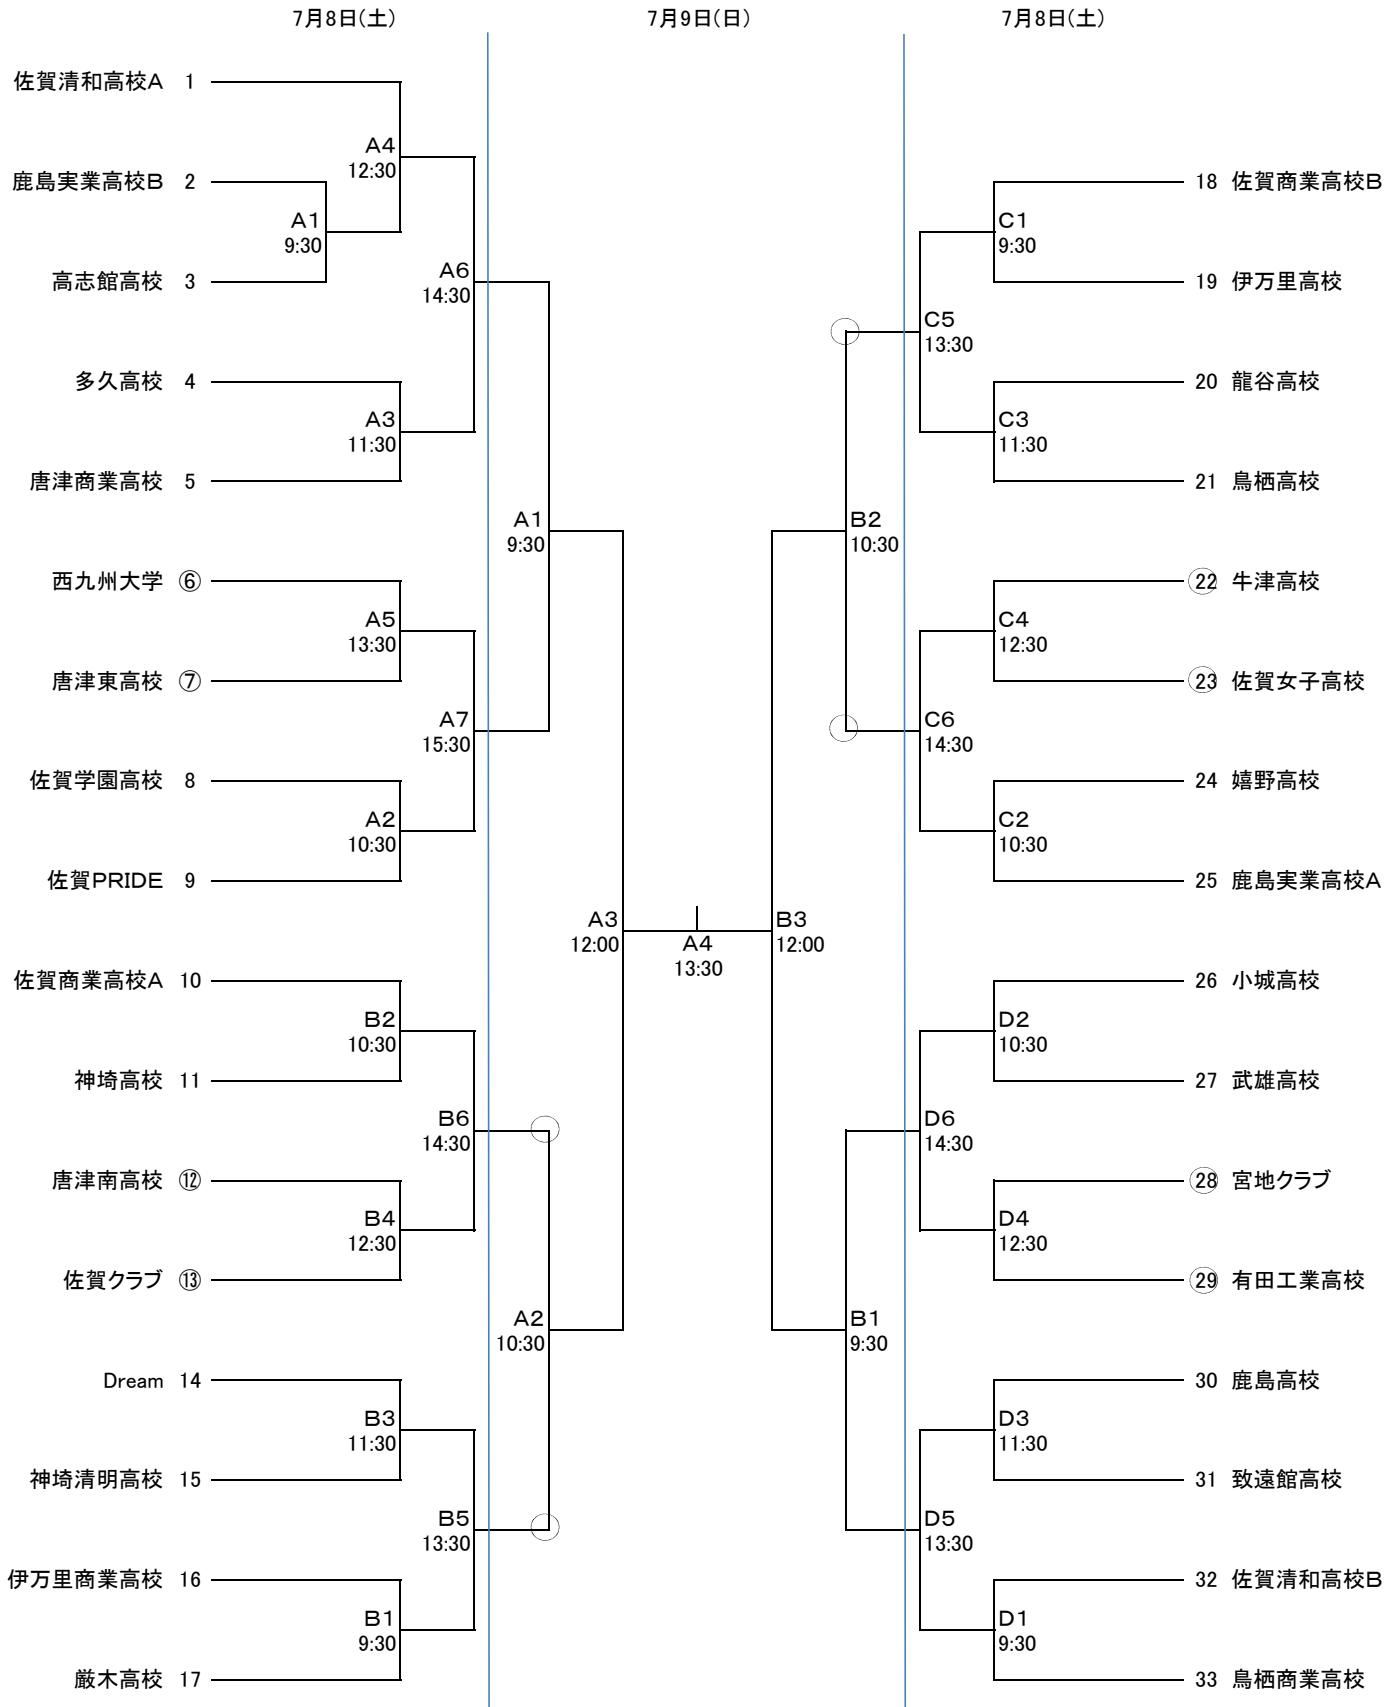 7月8日(土)
7月9日(日)
7月8日(土)
佐賀清和高校A 1
A4
12:30
鹿島実業高校B 2
A1
9:30
高志館高校 3
A6
14:30
多久高校 4
A3
11:30
唐津商業高校 5
A1
9:30
西九州大学 ⑥
A5
13:30
唐津東高校 ⑦
A7
15:30
佐賀学園高校 8
A2
10:30
佐賀PRIDE 9
A3
12:00
A4
13:30
B3
12:00
佐賀商業高校A 10
B2
10:30
神埼高校 11
B6
14:30
唐津南高校 ⑫
B4
12:30
佐賀クラブ ⑬
A2
10:30
Dream 14
B3
11:30
神埼清明高校 15
B5
13:30
伊万里商業高校 16
B1
9:30
厳木高校 17
18 佐賀商業高校B
C1
9:30
19 伊万里高校
C5
13:30
20 龍谷高校
C3
11:30
21 鳥栖高校
B2
10:30
㉒ 牛津高校
C4
12:30
㉓ 佐賀女子高校
C6
14:30
24 嬉野高校
C2
10:30
25 鹿島実業高校A
26 小城高校
D2
10:30
27 武雄高校
D6
14:30
㉘ 宮地クラブ
D4
12:30
㉙ 有田工業高校
B1
9:30
30 鹿島高校
D3
11:30
31 致遠館高校
D5
13:30
32 佐賀清和高校B
D1
9:30
33 鳥栖商業高校